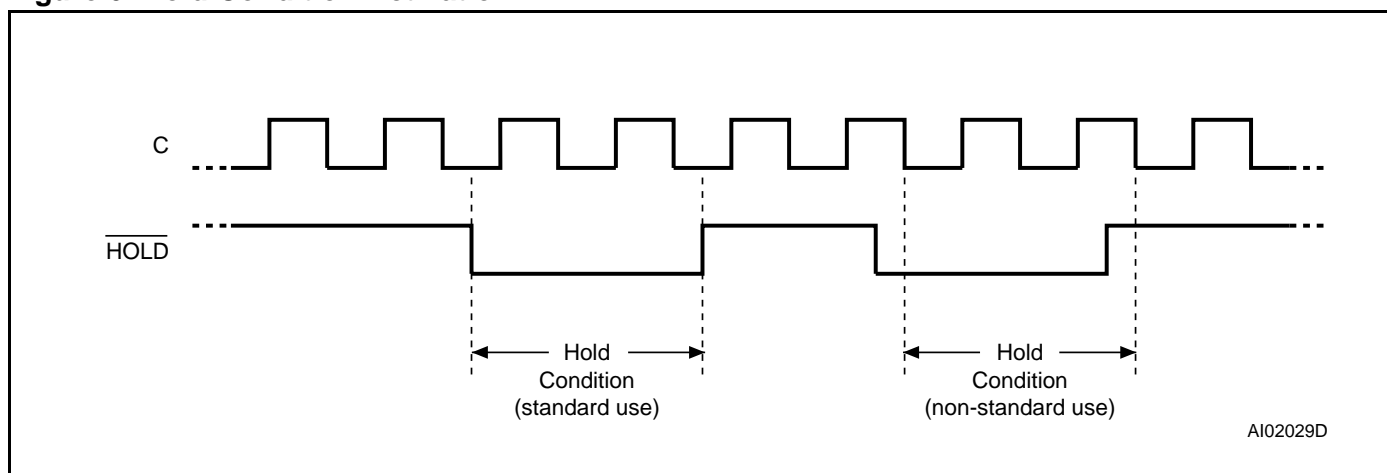 C
HOLD
Hold
Condition
(standard use)
Hold
Condition
(non-standard use)
AI02029D